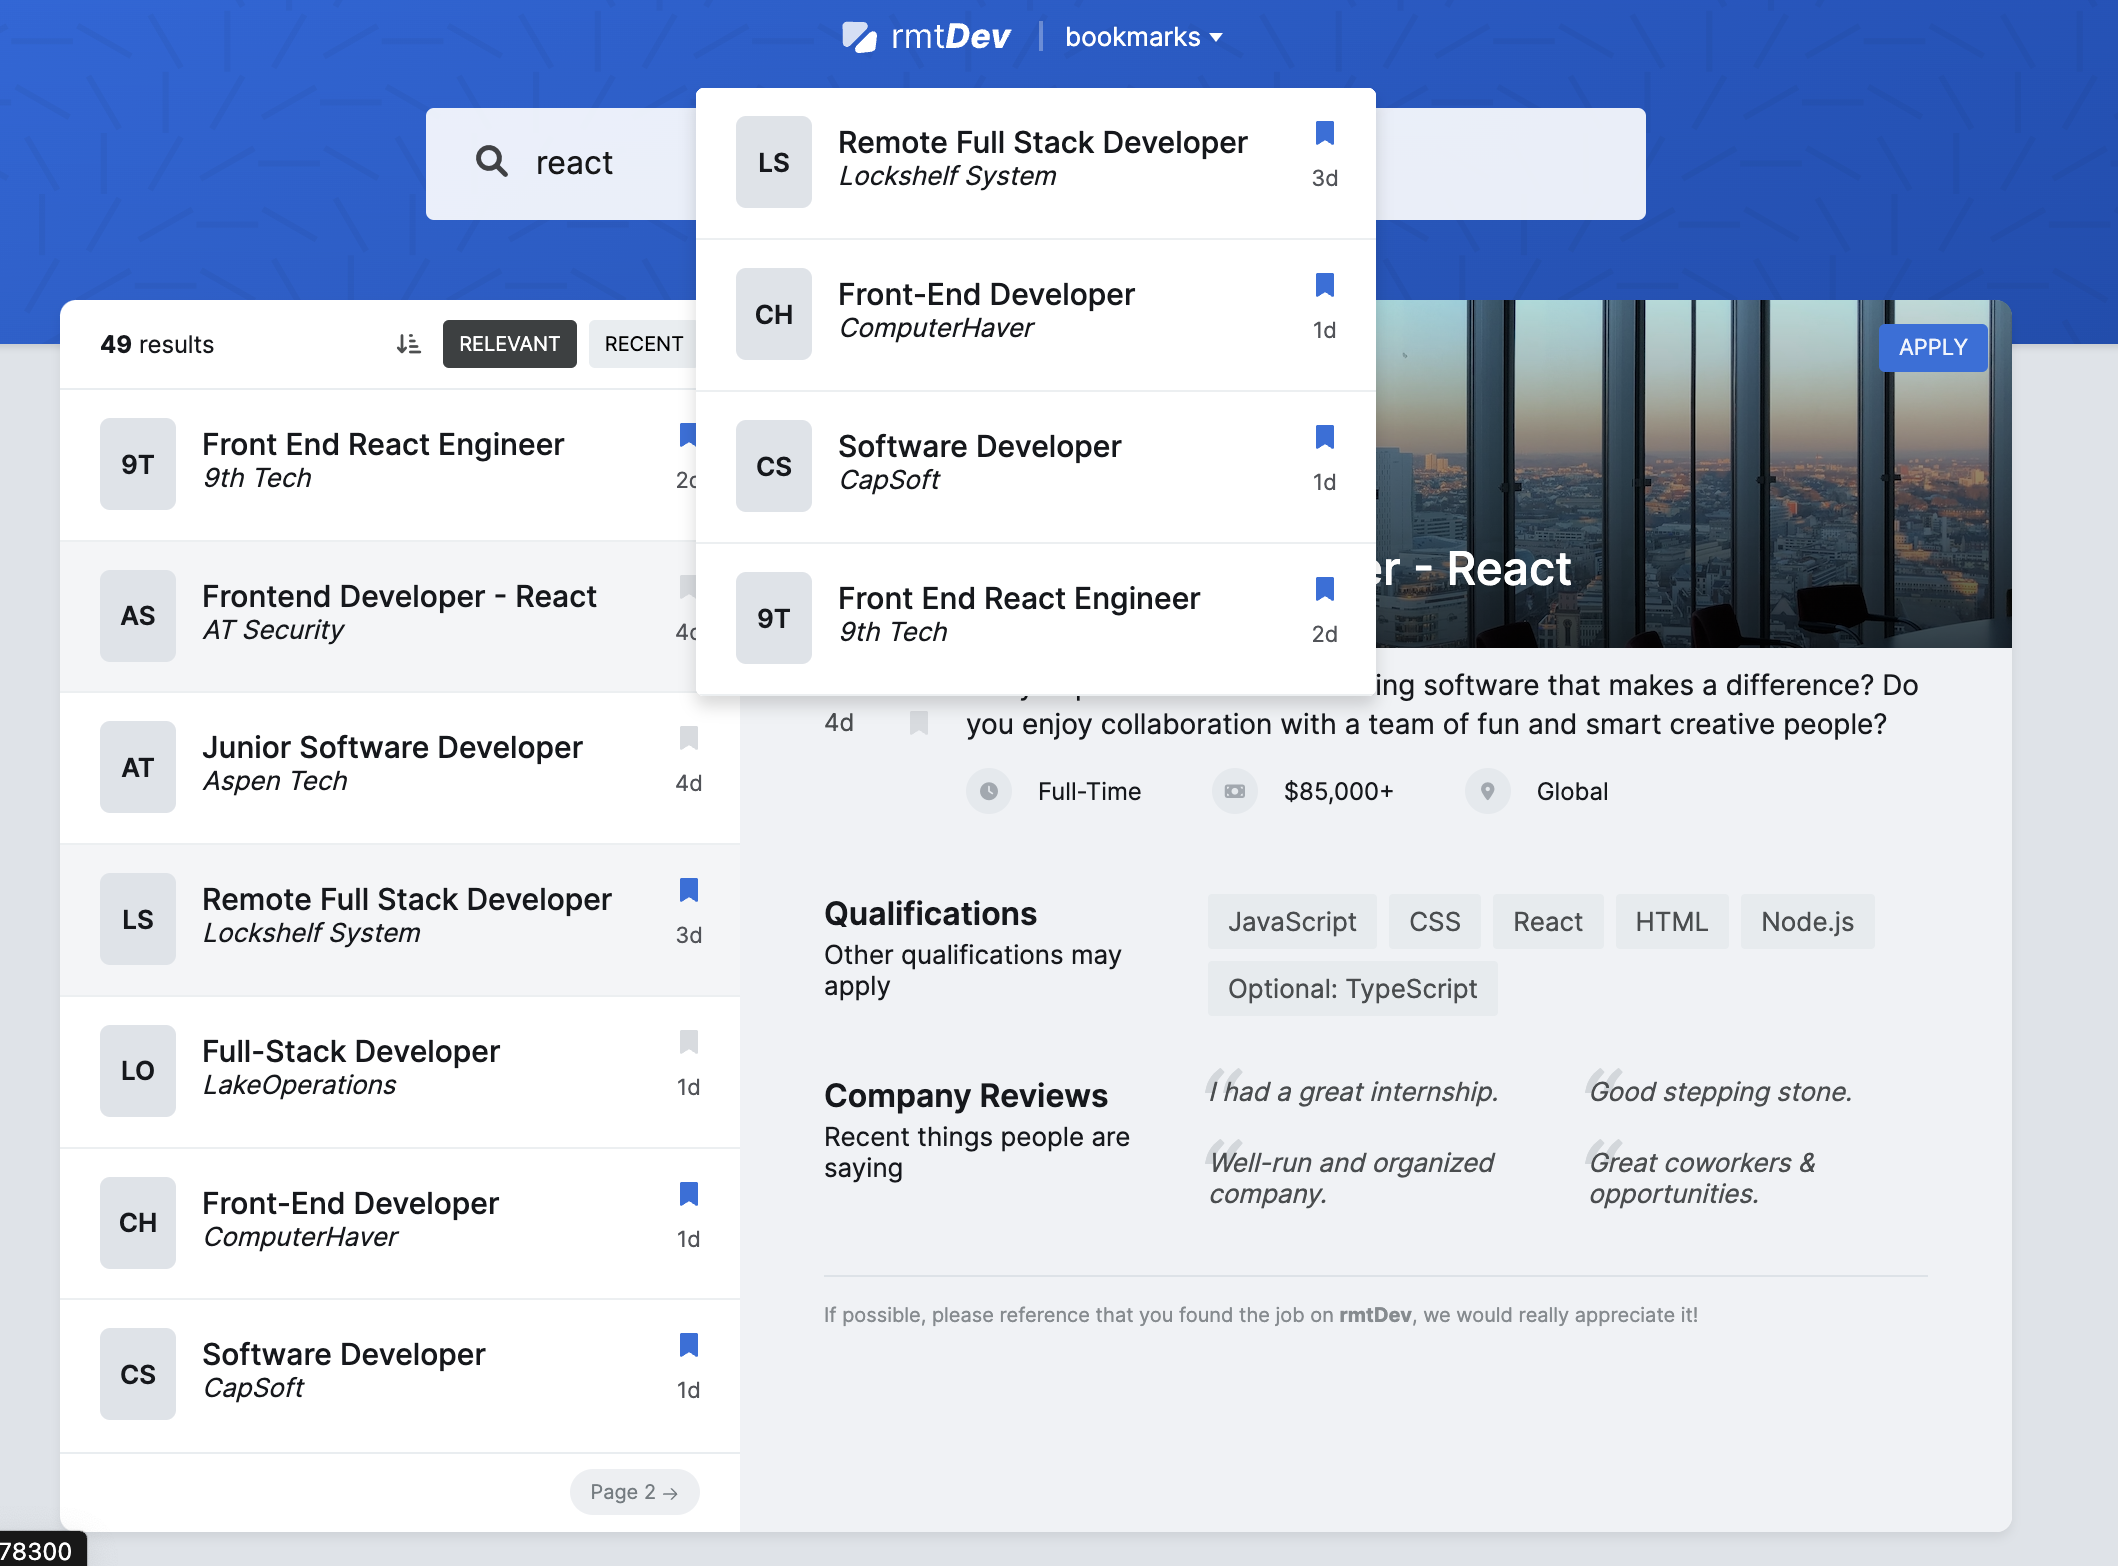 rmtDev
bookmarks
react
LS
Remote Full Stack Developer
Lockshelf System
3d
CH
Front-End Developer
ComputerHaver
1d
CS
Software Developer
CapSoft
1d
9T
Front End React Engineer
9th Tech
2d
49 results
RELEVANT
RECENT
9T
Front End React Engineer
9th Tech
AS
Frontend Developer - React
AT Security
AT
Junior Software Developer
Aspen Tech
4d
LS
Remote Full Stack Developer
Lockshelf System
3d
LO
Full-Stack Developer
LakeOperations
1d
CH
Front-End Developer
ComputerHaver
1d
CS
Software Developer
CapSoft
1d
Page 2 →
APPLY
er - React
4d
ing software that makes a difference? Do
you enjoy collaboration with a team of fun and smart creative people?
Full-Time
$85,000+
Global
Qualifications
Other qualifications may
apply
JavaScript CSS React HTML Node.js
Optional: TypeScript
Company Reviews
Recent things people are
saying
I had a great internship.
Good stepping stone.
Well-run and organized
company.
Great coworkers &
opportunities.
If possible, please reference that you found the job on rmtDev, we would really appreciate it!
78300